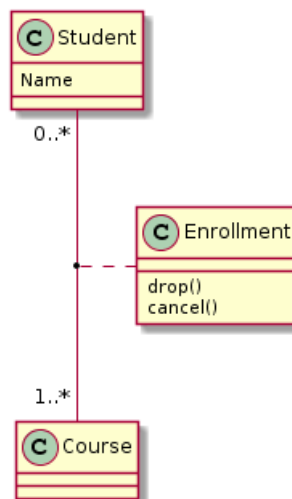 C Student
Name
0..*
C Enrollment
drop()
cancel()
1..*
C Course